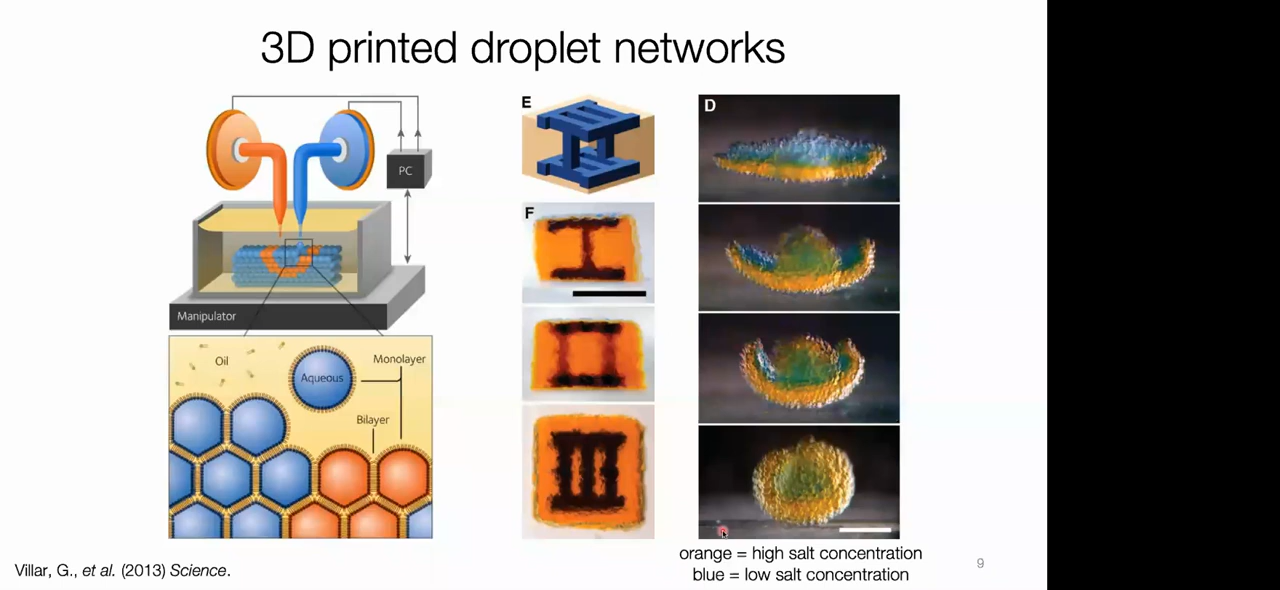 3D printed droplet networks
PC
Manipulator
Oil
Aqueous
Monolayer
Bilayer
E
F
D
orange = high salt concentration
blue = low salt concentration
Villar, G., et al. (2013) Science.
9